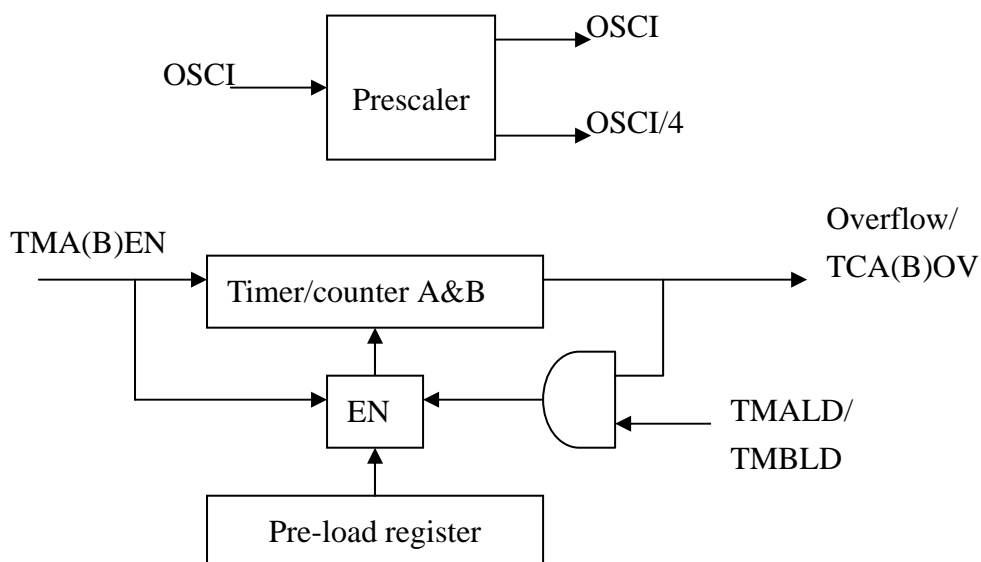 OSCI
OSCI
Prescaler
OSCI/4
Overflow/
TCA(B)OV
TMA(B)EN
Timer/counter A&B
EN
TMALD/
TMBLD
Pre-load register